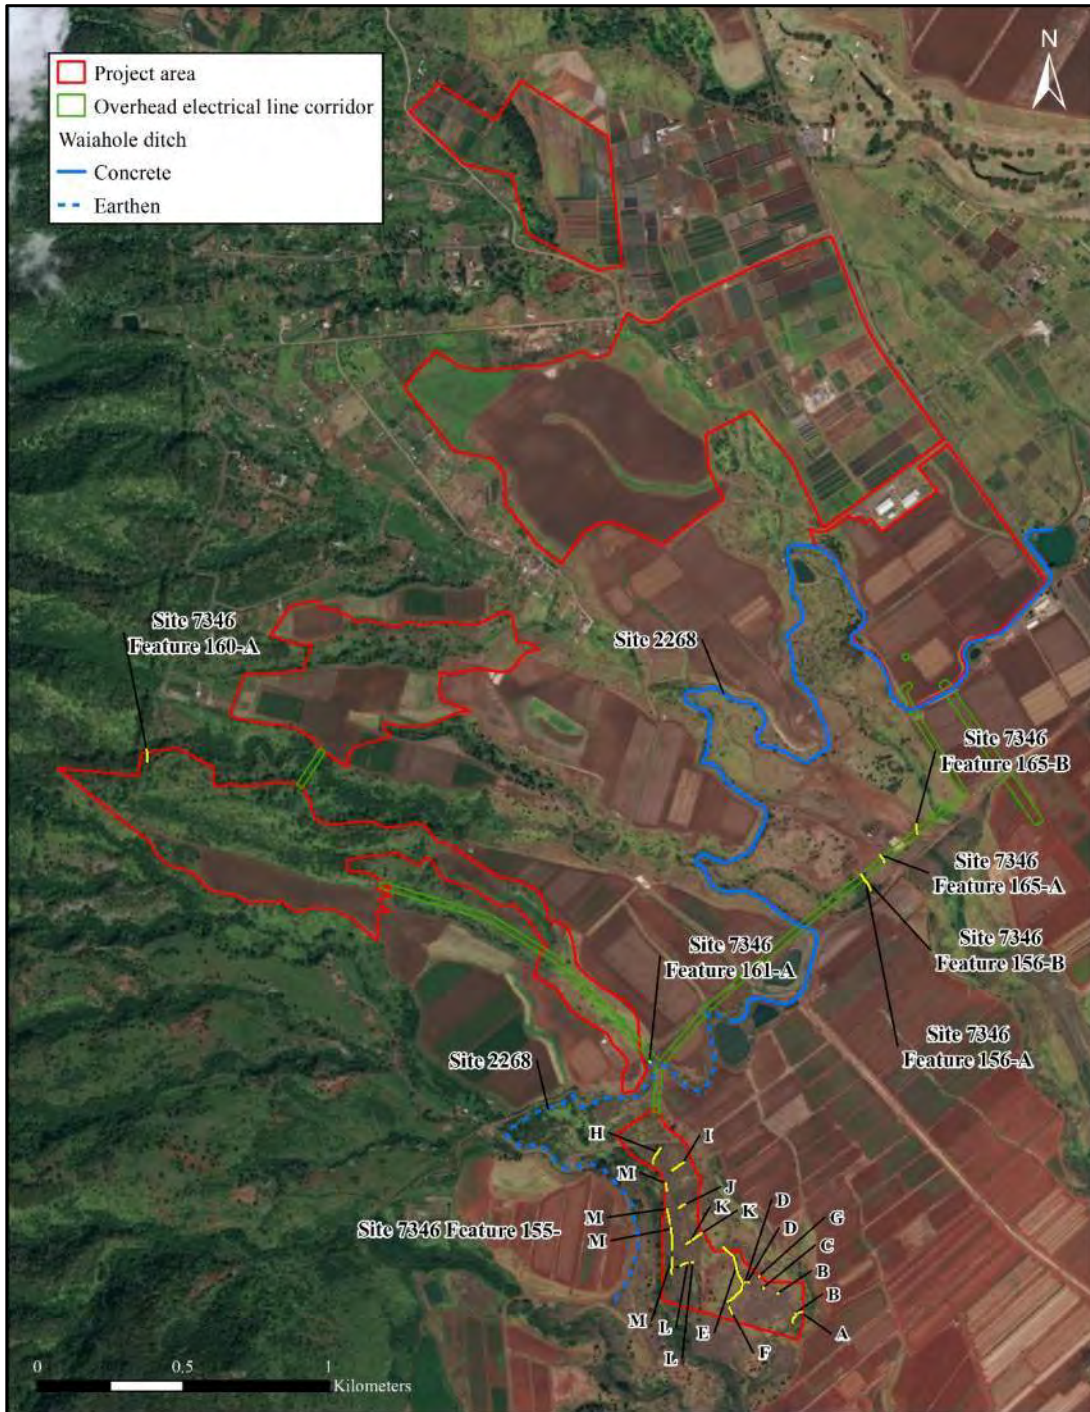 N
Project area
Overhead electrical line corridor
Waiahole ditch
Concrete
Earthen
Site 7346
Feature 160-A
Site 2268
Site 7346
Feature 165-B
Site 7346
Feature 165-A
Site 7346
Feature 161-A
Site 7346
Feature 156-B
Site 7346
Feature 156-A
Site 2268
H
I
M
J
D
K
K
D
G
M
C
Site 7346 Feature 155-
M
B
B
M
L
E
F
A
L
0
0.5
1
Kilometers